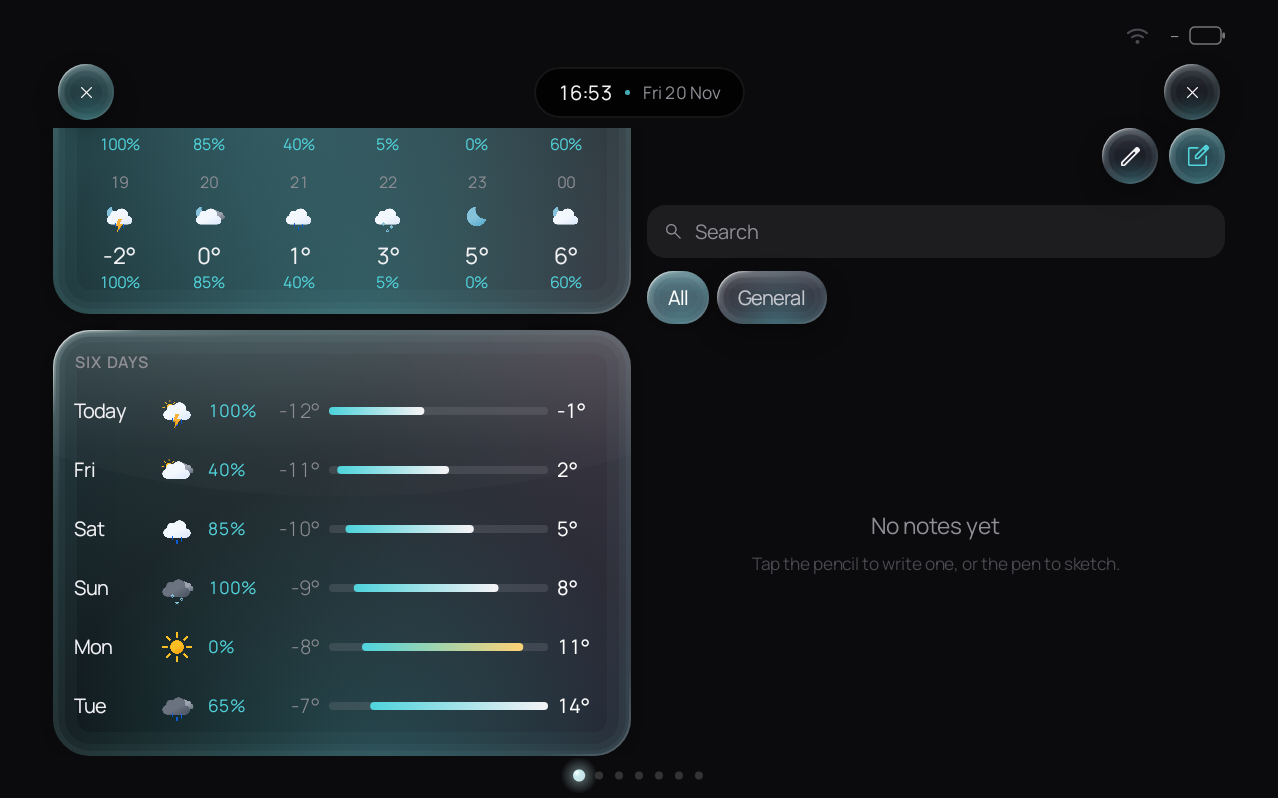 –
16:53 • Fri 20 Nov
100% 85% 40% 5% 0% 60%
19 20 21 22 23 00
-2° 0° 1° 3° 5° 6°
100% 85% 40% 5% 0% 60%
SIX DAYS
Today 100% -12° -1°
Fri 40% -11° 2°
Sat 85% -10° 5°
Sun 100% -9° 8°
Mon 0% -8° 11°
Tue 65% -7° 14°
Search
All General
No notes yet
Tap the pencil to write one, or the pen to sketch.